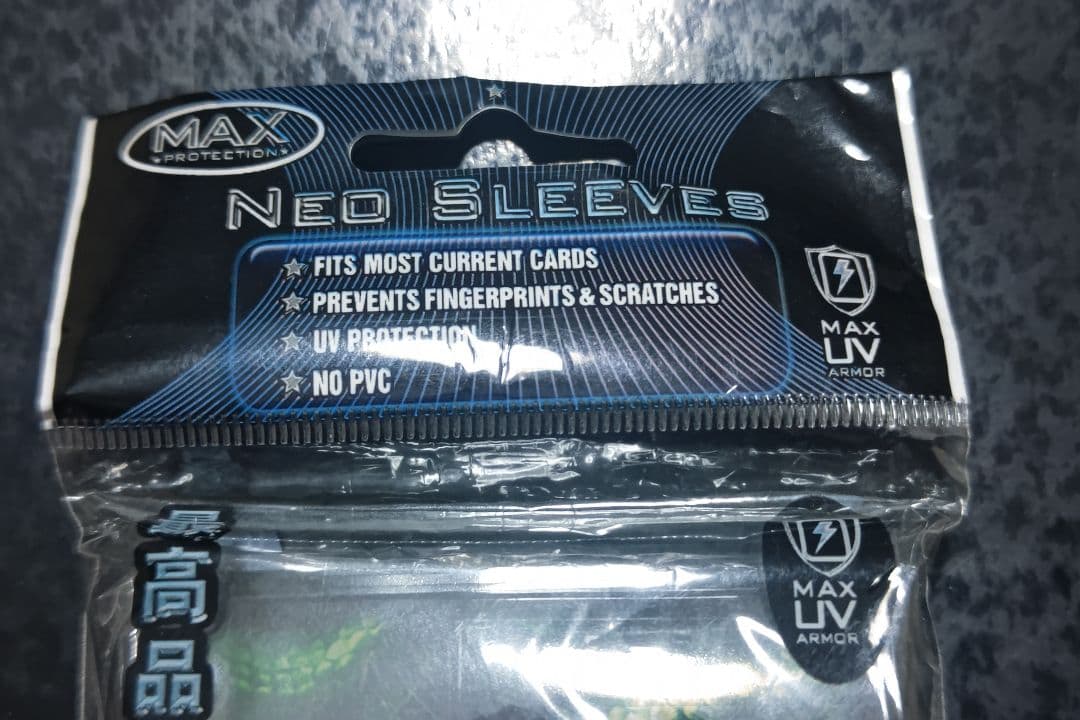 MAX
PROTECTION
NEO SLEEVES
FITS MOST CURRENT CARDS
PREVENTS FINGERPRINTS & SCRATCHES
UV PROTECTION
NO PVC
MAX
UV
ARMOR
最
高
品
MAX
UV
ARMOR